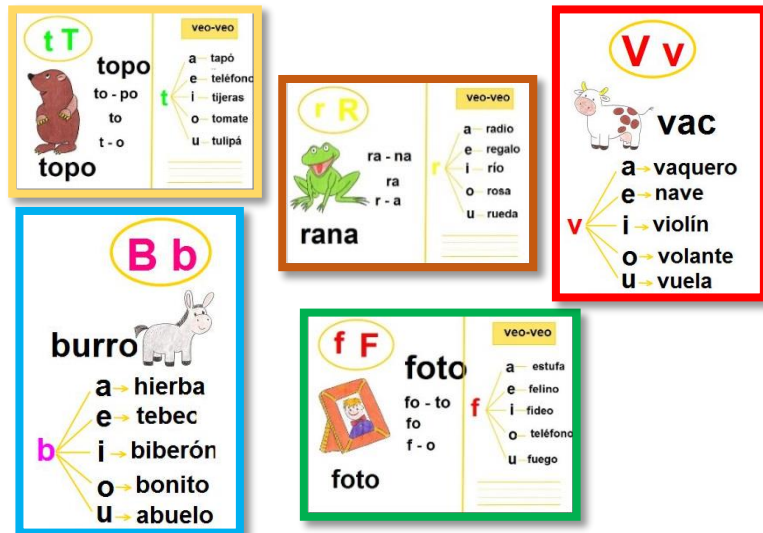 t T
topo
to - po
to
t - o
topo
veo-veo
t
a tapó
e teléfono
i tijeras
o tomate
u tulipá
r R
ra - na
ra
r - a
rana
veo-veo
r
a radio
e regalo
i río
o rosa
u rueda
V v
vac
v
a vaquero
e nave
i violín
o volante
u vuela
B b
burro
b
a hierba
e tebec
i biberón
o bonito
u abuelo
f F
foto
fo - to
fo
f - o
foto
veo-veo
f
a estufa
e felino
i fideo
o teléfono
u fuego